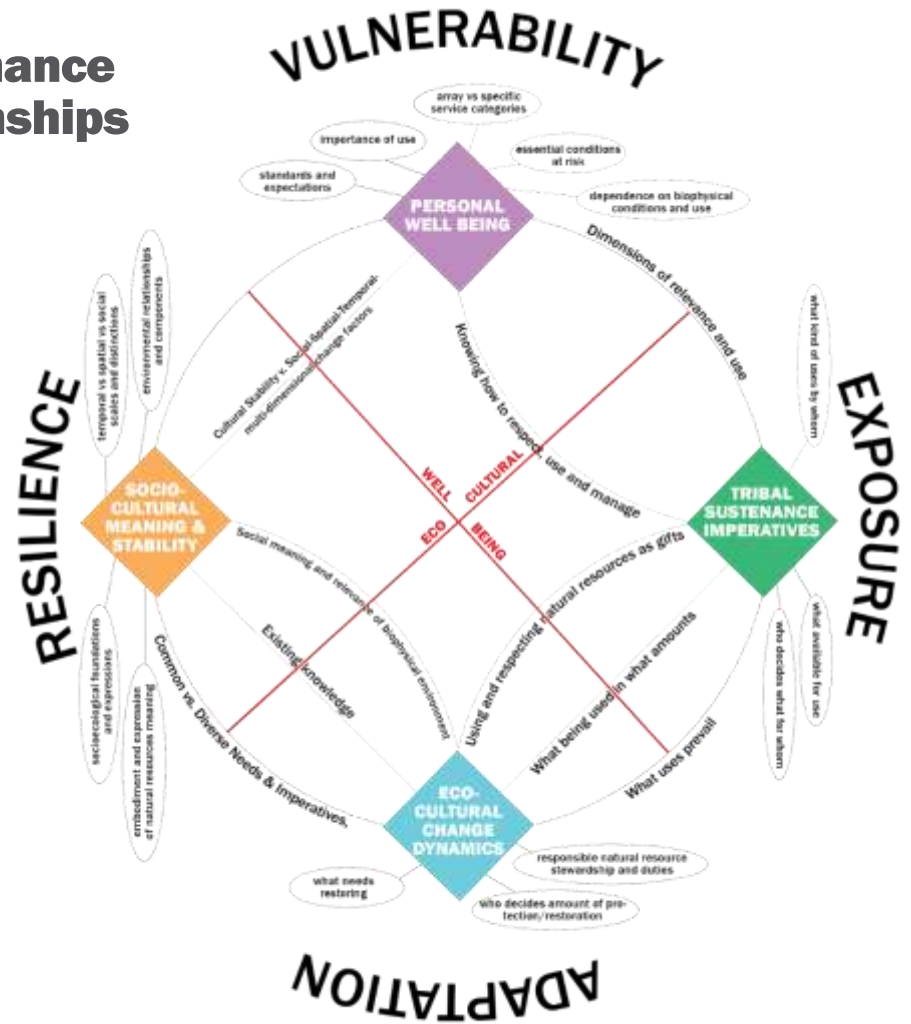 nance
nships
VULNERABILITY
array vs specific
service categories
importance of use
essential conditions
at risk
standards and
expectations
dependence on biophysical
conditions and use
PERSONAL
WELL BEING
Dimensions of relevance and use
Cultural Stability v. Social-Spatial-Temporal-
multi-dimensional change factors
Knowing how to respect, use and manage
temporal vs spatial vs social
scales and distinctions
environmental relationships
and components
what kind of uses by whom
RESILIENCE
EXPOSURE
WELL
CULTURAL
ECO
BEING
SOCIO-
CULTURAL
MEANING &
STABILITY
TRIBAL
SUSTENANCE
IMPERATIVES
Social meaning and relevance of biophysical environment
Using and respecting natural resources as gifts
Existing knowledge
What being used in what amounts
Common vs. Diverse Needs & Imperatives,
What uses prevail
socioecological foundations
and expressions
embodiment and expression
of natural resources meaning
who decides what for whom
what available for use
ECO-
CULTURAL
CHANGE
DYNAMICS
responsible natural resource
stewardship and duties
what needs
restoring
who decides amount of pro-
tection/restoration
ADAPTATION